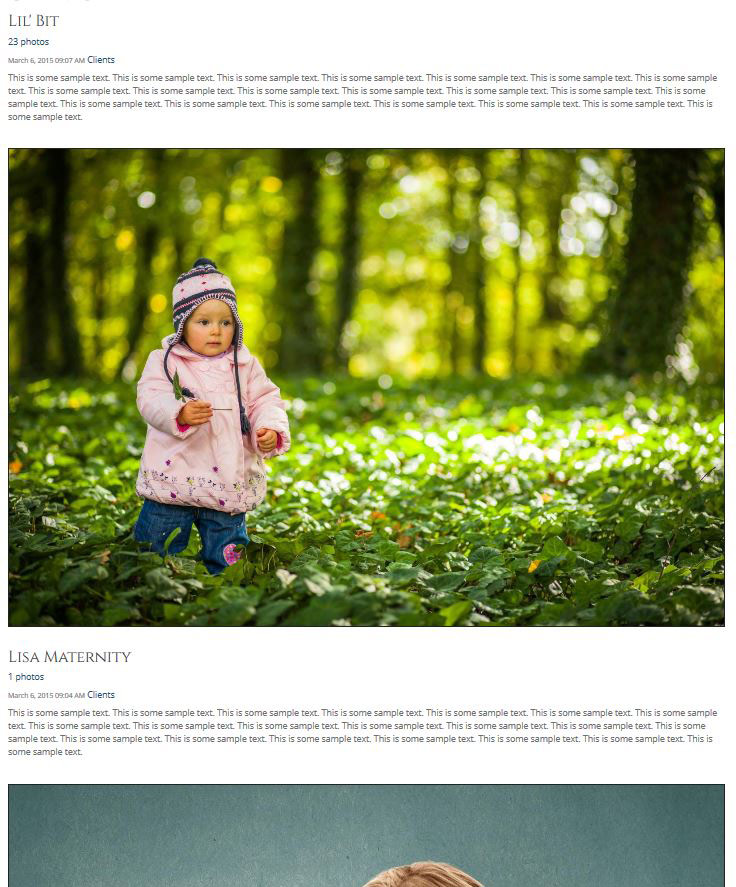 Lil' Bit
23 photos
March 6, 2015 09:07 AM Clients
This is some sample text. This is some sample text. This is some sample text. This is some sample text. This is some sample text. This is some sample text. This is some sample
text. This is some sample text. This is some sample text. This is some sample text. This is some sample text. This is some sample text. This is some sample text. This is some
sample text. This is some sample text. This is some sample text. This is some sample text. This is some sample text. This is some sample text. This is some sample text. This is
some sample text.
Lisa Maternity
1 photos
March 6, 2015 09:04 AM Clients
This is some sample text. This is some sample text. This is some sample text. This is some sample text. This is some sample text. This is some sample text. This is some sample
text. This is some sample text. This is some sample text. This is some sample text. This is some sample text. This is some sample text. This is some sample text. This is some
sample text. This is some sample text. This is some sample text. This is some sample text. This is some sample text. This is some sample text. This is some sample text. This is
some sample text.